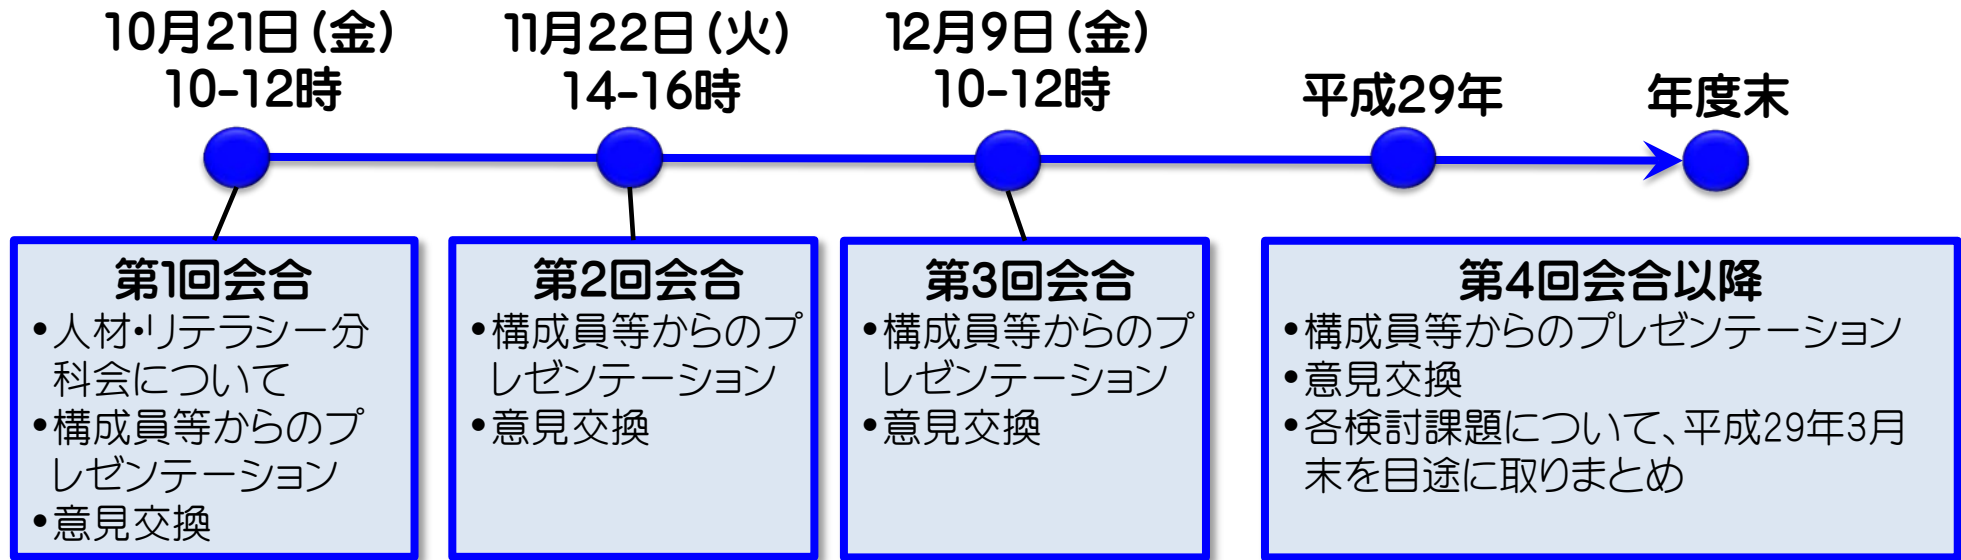 10月21日(金)
10-12時
11月22日(火)
14-16時
12月9日(金)
10-12時
平成29年
年度末
第1回会合
•人材・リテラシー分
科会について
•構成員等からのプ
レゼンテーション
•意見交換
第2回会合
•構成員等からのプ
レゼンテーション
•意見交換
第3回会合
•構成員等からのプ
レゼンテーション
•意見交換
第4回会合以降
•構成員等からのプレゼンテーション
•意見交換
•各検討課題について、平成29年3月
末を目途に取りまとめ